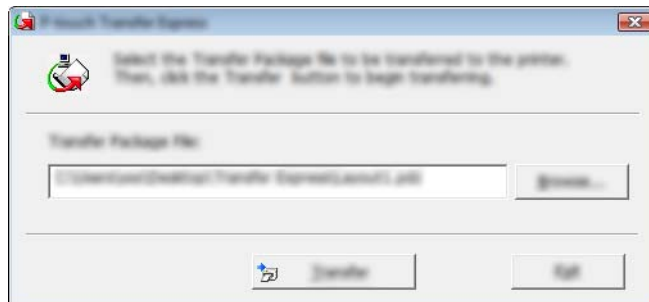 P-touch Transfer Express
Select the Transfer Package file to be transferred to the printer.
Then, click the Transfer button to begin transferring.
Transfer Package File:
Browse...
Transfer
Exit